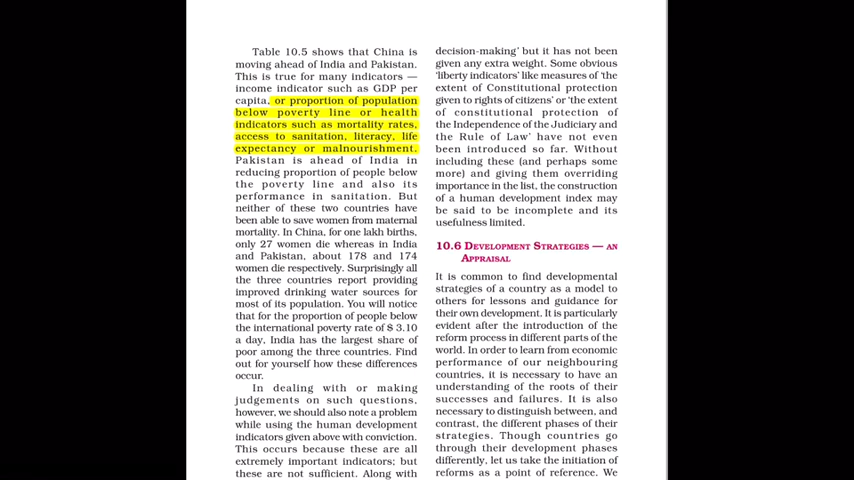 Table 10.5 shows that China is
moving ahead of India and Pakistan.
This is true for many indicators —
income indicator such as GDP per
capita, or proportion of population
below poverty line or health
indicators such as mortality rates,
access to sanitation, literacy, life
expectancy or malnourishment.
Pakistan is ahead of India in
reducing proportion of people below
the poverty line and also its
performance in sanitation. But
neither of these two countries have
been able to save women from maternal
mortality. In China, for one lakh births,
only 27 women die whereas in India
and Pakistan, about 178 and 174
women die respectively. Surprisingly all
the three countries report providing
improved drinking water sources for
most of its population. You will notice
that for the proportion of people below
the international poverty rate of $ 3.10
a day, India has the largest share of
poor among the three countries. Find
out for yourself how these differences
occur.
In dealing with or making
judgements on such questions,
however, we should also note a problem
while using the human development
indicators given above with conviction.
This occurs because these are all
extremely important indicators; but
these are not sufficient. Along with
decision-making' but it has not been
given any extra weight. Some obvious
'liberty indicators' like measures of 'the
extent of Constitutional protection
given to rights of citizens' or 'the extent
of constitutional protection of
the Independence of the Judiciary and
the Rule of Law' have not even
been introduced so far. Without
including these (and perhaps some
more) and giving them overriding
importance in the list, the construction
of a human development index may
be said to be incomplete and its
usefulness limited.
10.6 DEVELOPMENT STRATEGIES — AN
APPRAISAL
It is common to find developmental
strategies of a country as a model to
others for lessons and guidance for
their own development. It is particularly
evident after the introduction of the
reform process in different parts of the
world. In order to learn from economic
performance of our neighbouring
countries, it is necessary to have an
understanding of the roots of their
successes and failures. It is also
necessary to distinguish between, and
contrast, the different phases of their
strategies. Though countries go
through their development phases
differently, let us take the initiation of
reforms as a point of reference. We